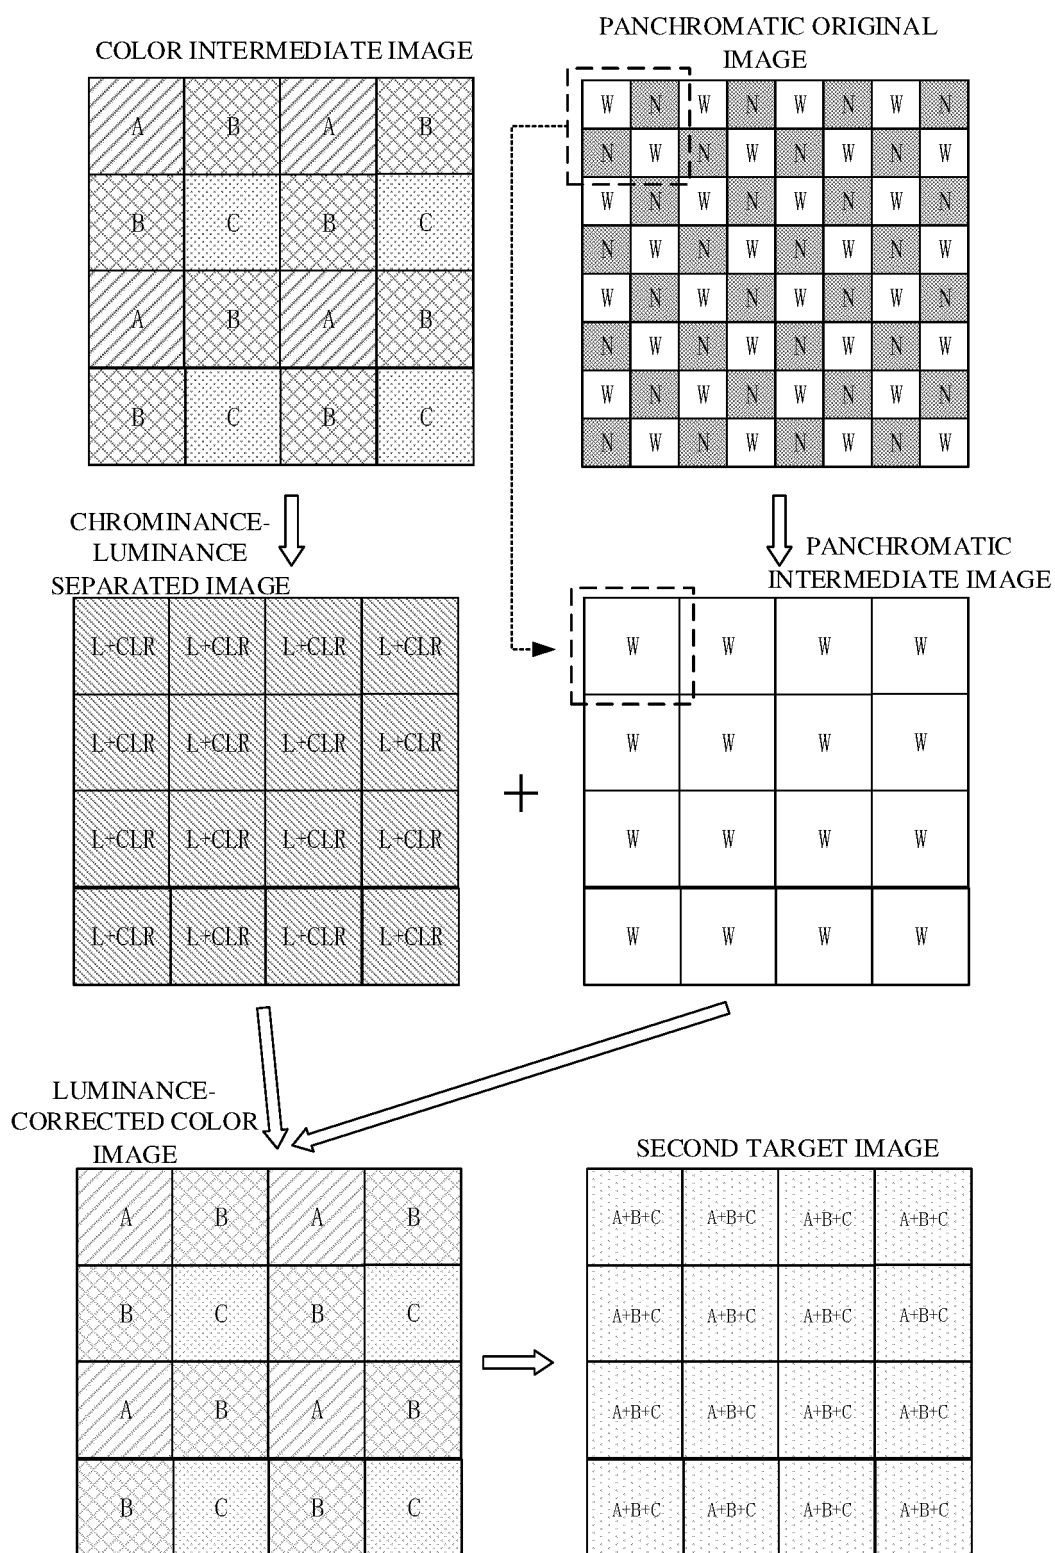 COLOR INTERMEDIATE IMAGE
A B A B
B C B C
A B A B
B C B C
PANCHROMATIC ORIGINAL
IMAGE
W N W N W N W N
N W N W N W N W
W N W N W N W N
N W N W N W N W
W N W N W N W N
N W N W N W N W
W N W N W N W N
N W N W N W N W
CHROMINANCE-
LUMINANCE
SEPARATED IMAGE
L+CLR L+CLR L+CLR L+CLR
L+CLR L+CLR L+CLR L+CLR
L+CLR L+CLR L+CLR L+CLR
L+CLR L+CLR L+CLR L+CLR
+
PANCHROMATIC
INTERMEDIATE IMAGE
W W W W
W W W W
W W W W
W W W W
LUMINANCE-
CORRECTED COLOR
IMAGE
A B A B
B C B C
A B A B
B C B C
SECOND TARGET IMAGE
A+B+C A+B+C A+B+C A+B+C
A+B+C A+B+C A+B+C A+B+C
A+B+C A+B+C A+B+C A+B+C
A+B+C A+B+C A+B+C A+B+C